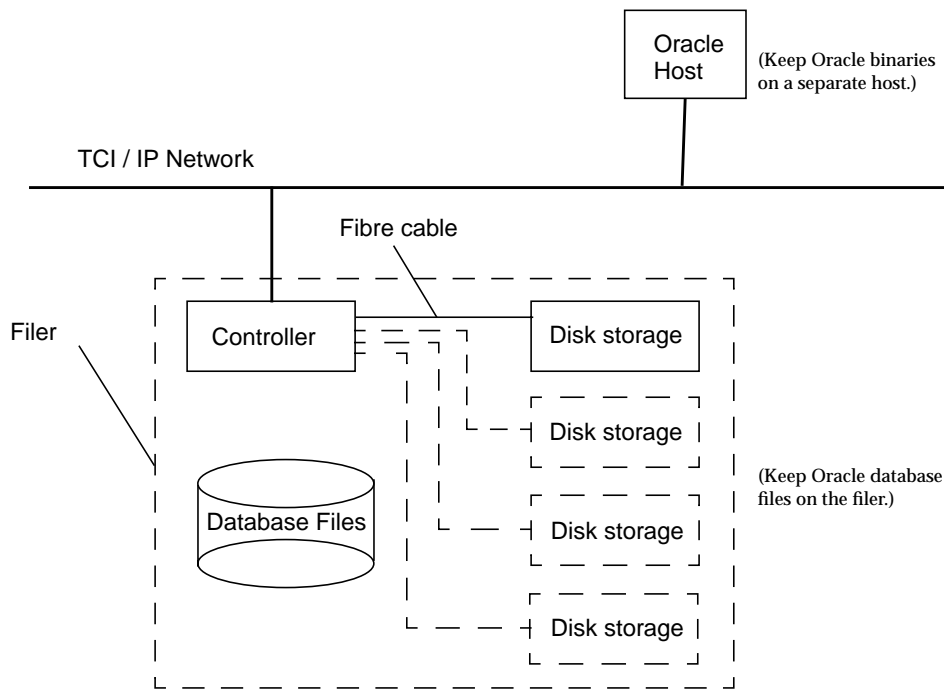 Oracle
Host
(Keep Oracle binaries
on a separate host.)
TCI / IP Network
Fibre cable
Filer
Controller
Disk storage
Disk storage
(Keep Oracle database
files on the filer.)
Database Files
Disk storage
Disk storage